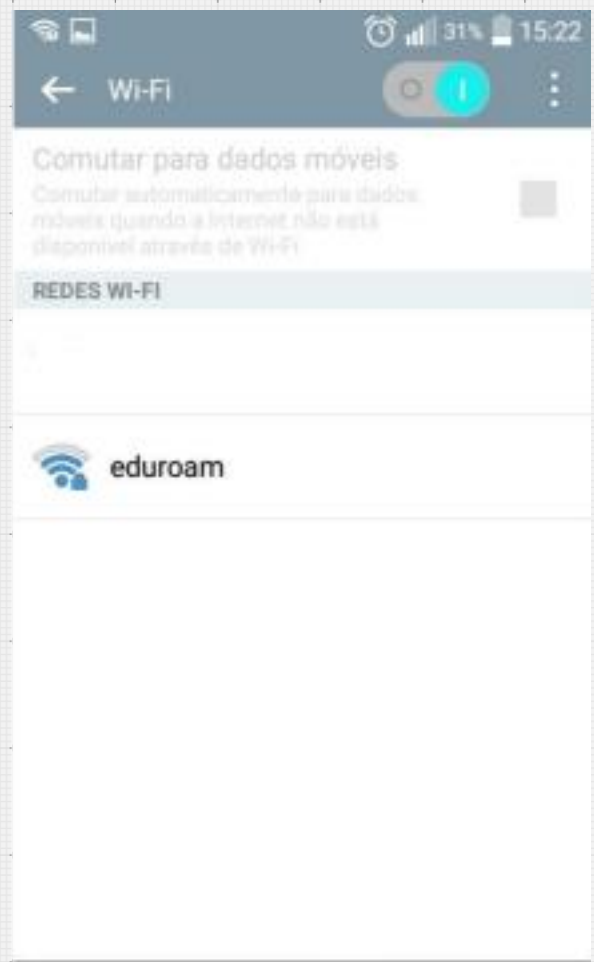 31% 15:22
Wi-Fi
Comutar para dados móveis
Comutar automaticamente para dados
móveis quando a Internet não está
disponível através de Wi-Fi
REDES WI-FI
eduroam